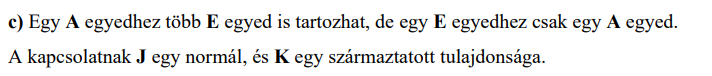 c) Egy A egyedhez több E egyed is tartozhat, de egy E egyedhez csak egy A egyed.
A kapcsolatnak J egy normál, és K egy származtatott tulajdonsága.